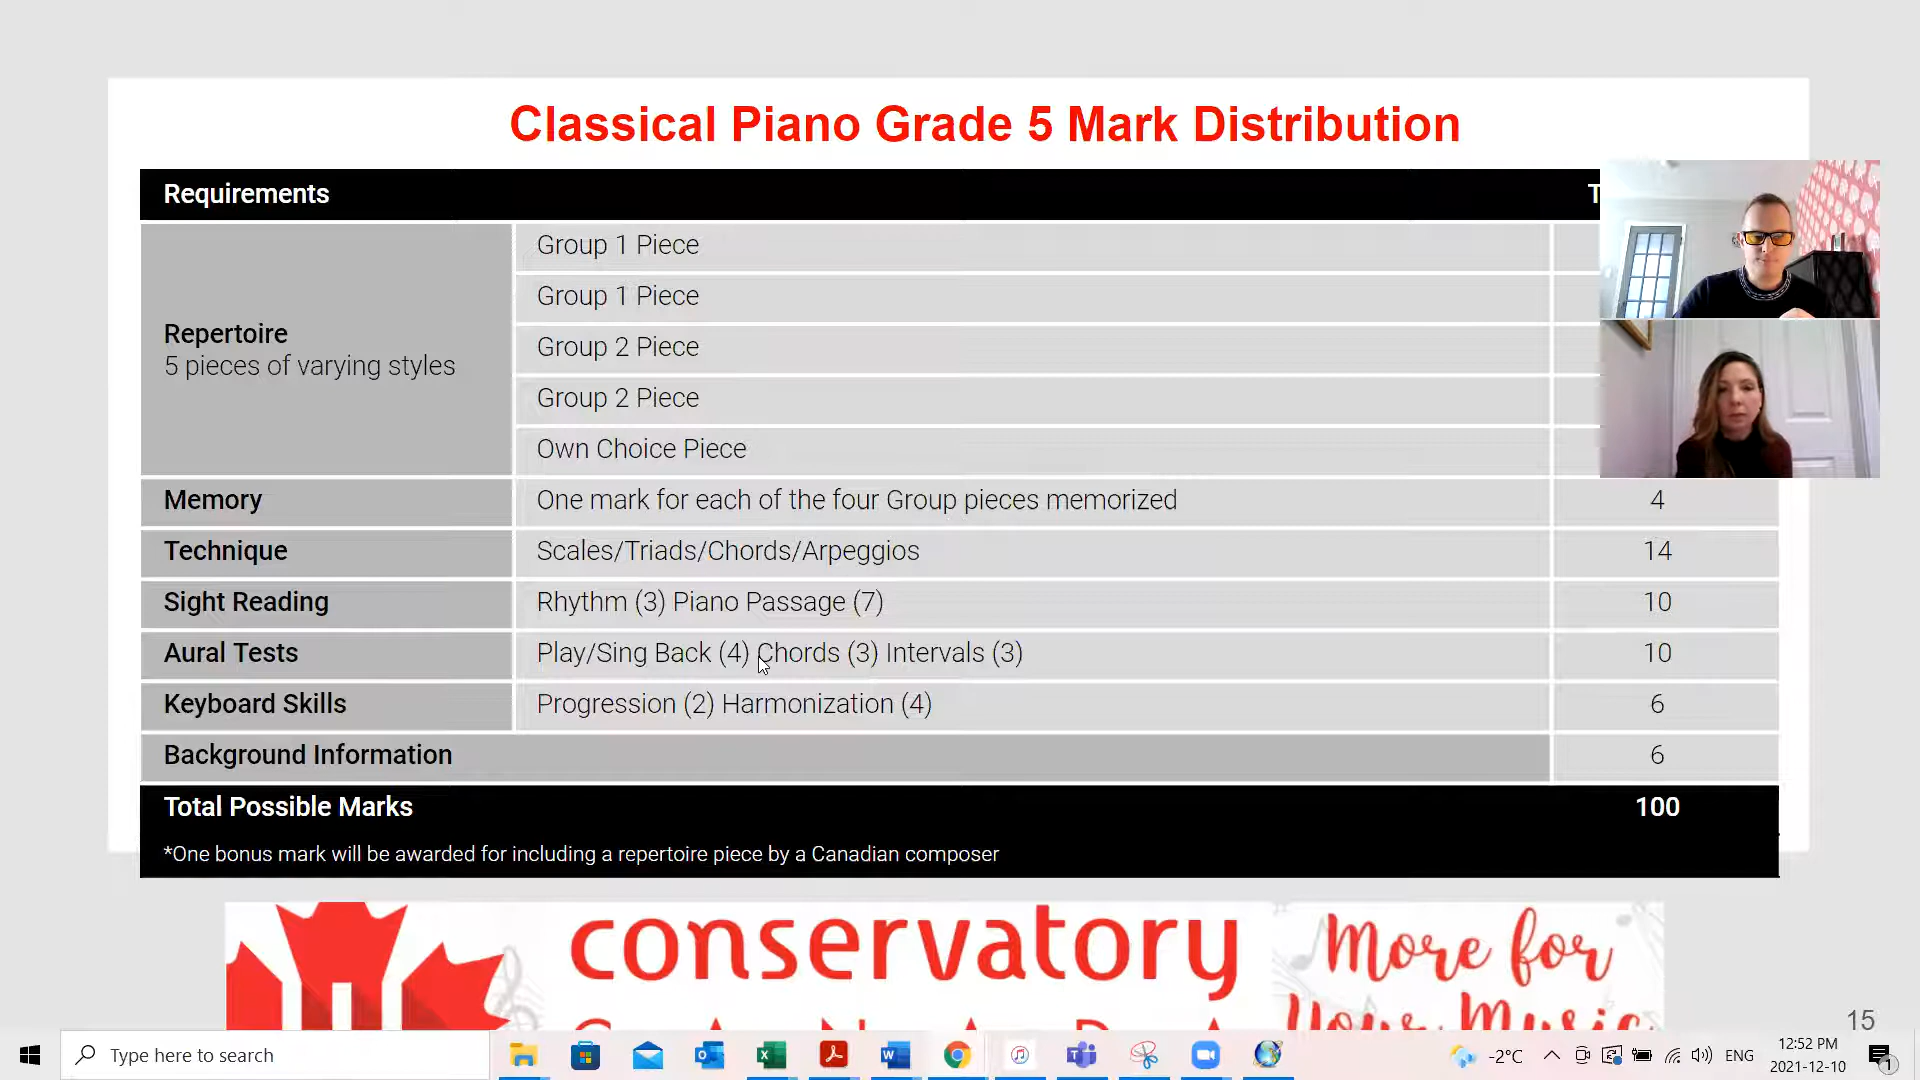 Classical Piano Grade 5 Mark Distribution
Requirements
Group 1 Piece
Group 1 Piece
Repertoire
5 pieces of varying styles
Group 2 Piece
Group 2 Piece
Own Choice Piece
Memory One mark for each of the four Group pieces memorized 4
Technique Scales/Triads/Chords/Arpeggios 14
Sight Reading Rhythm (3) Piano Passage (7) 10
Aural Tests Play/Sing Back (4) Chords (3) Intervals (3) 10
Keyboard Skills Progression (2) Harmonization (4) 6
Background Information 6
Total Possible Marks 100
*One bonus mark will be awarded for including a repertoire piece by a Canadian composer
conservatory
More for
Your Music
15
Type here to search
-2°C ENG 12:52 PM
2021-12-10
1